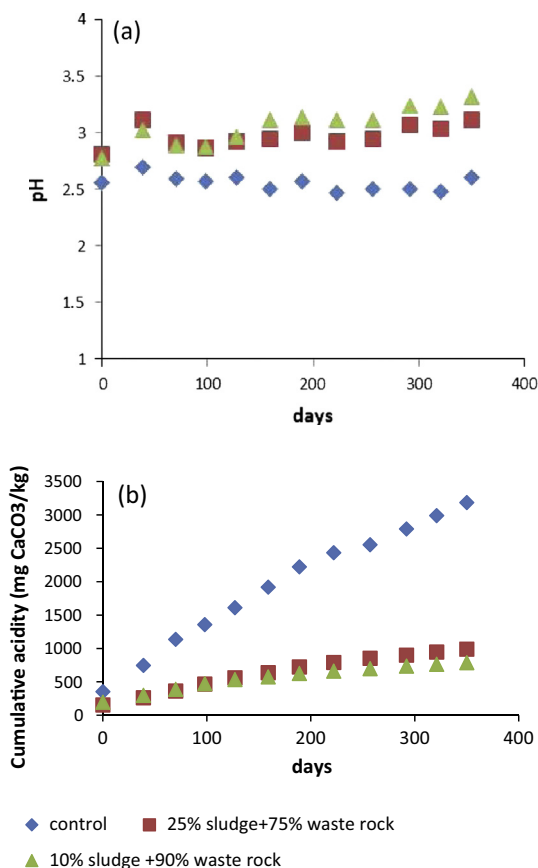 (a)
4
3.5
3
2.5
2
1.5
1
pH
0
100
200
300
400
days
(b)
3500
3000
2500
2000
1500
1000
500
0
Cumulative acidity (mg CaCO3/kg)
0
100
200
300
400
days
control
25% sludge+75% waste rock
10% sludge +90% waste rock